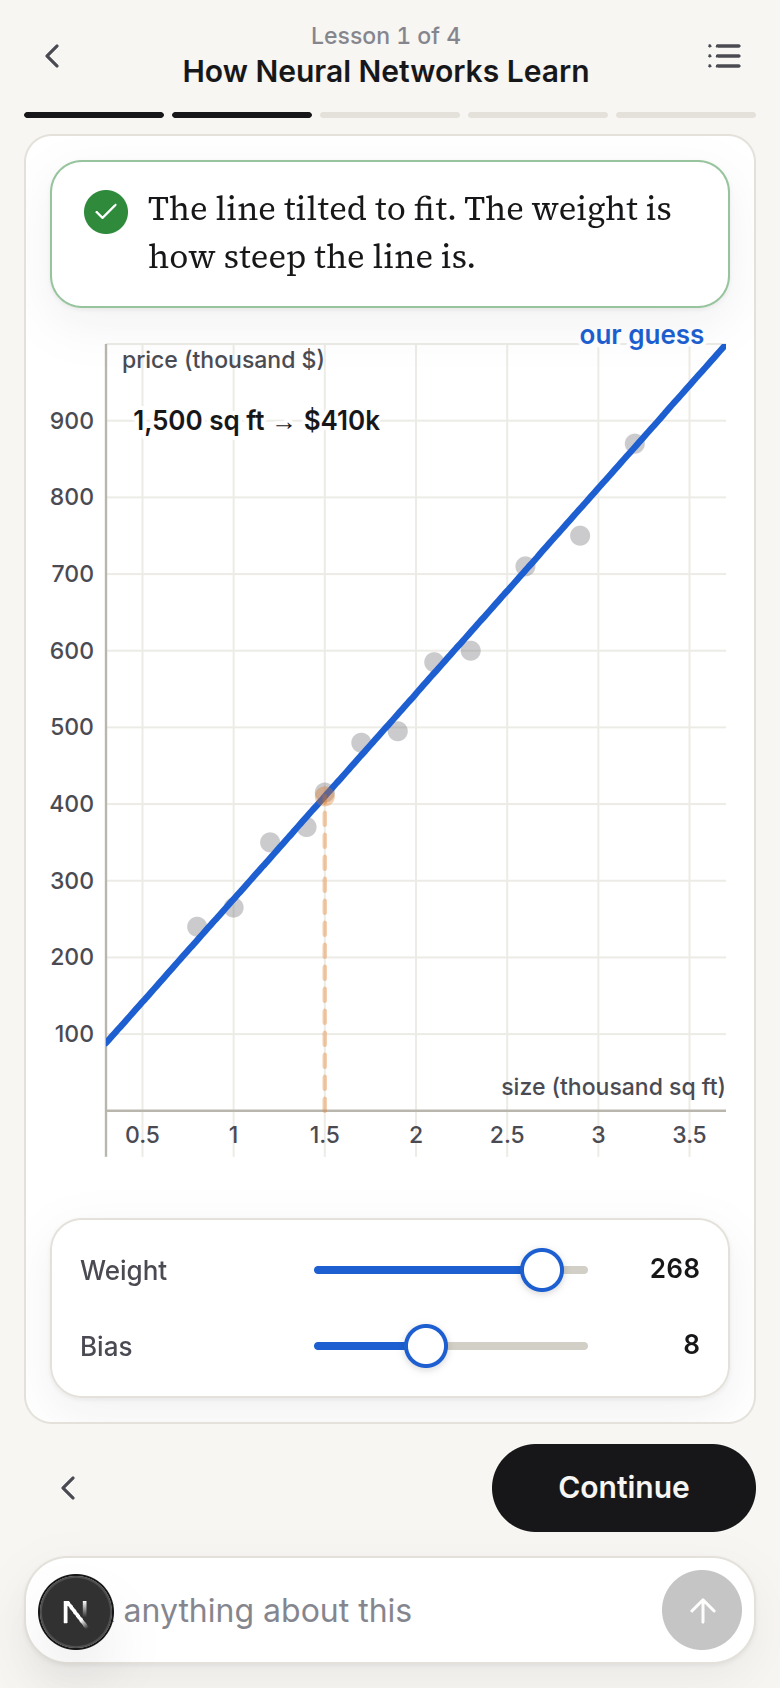 Lesson 1 of 4
How Neural Networks Learn
The line tilted to fit. The weight is
how steep the line is.
our guess
price (thousand $)
1,500 sq ft → $410k
900
800
700
600
500
400
300
200
100
size (thousand sq ft)
0.5 1 1.5 2 2.5 3 3.5
Weight 268
Bias 8
Continue
N anything about this